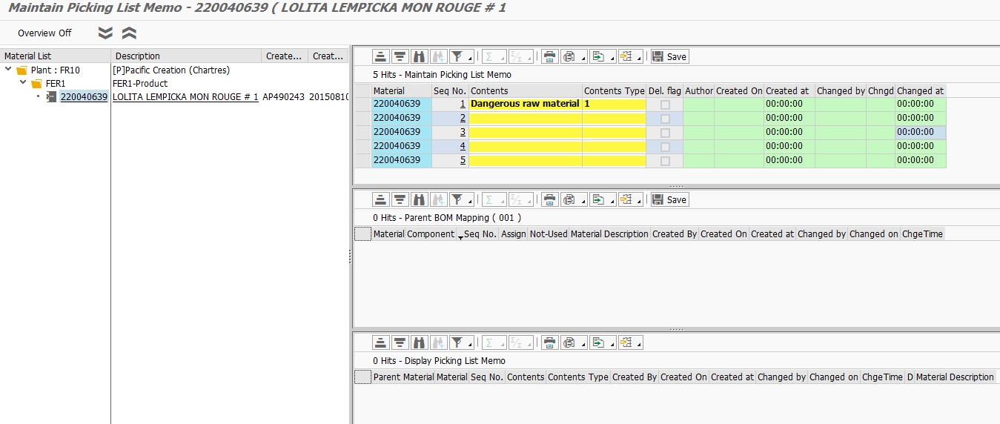 Maintain Picking List Memo - 220040639 ( LOLITA LEMPICKA MON ROUGE # 1
Overview Off
Material List Description Create... Creat...
Plant : FR10 [P]Pacific Creation (Chartres)
FER1 FER1-Product
220040639 LOLITA LEMPICKA MON ROUGE # 1 AP490243 20150810
Save
5 Hits - Maintain Picking List Memo
Material Seq No. Contents Contents Type Del. flag Author Created On Created at Changed by Chngd Changed at
220040639 1 Dangerous raw material 1 00:00:00 00:00:00
220040639 2 00:00:00 00:00:00
220040639 3 00:00:00 00:00:00
220040639 4 00:00:00 00:00:00
220040639 5 00:00:00 00:00:00
Save
0 Hits - Parent BOM Mapping ( 001 )
Material Component Seq No. Assign Not-Used Material Description Created By Created On Created at Changed by Changed on ChgeTime
0 Hits - Display Picking List Memo
Parent Material Material Seq No. Contents Contents Type Created By Created On Created at Changed by Changed on ChgeTime D Material Description